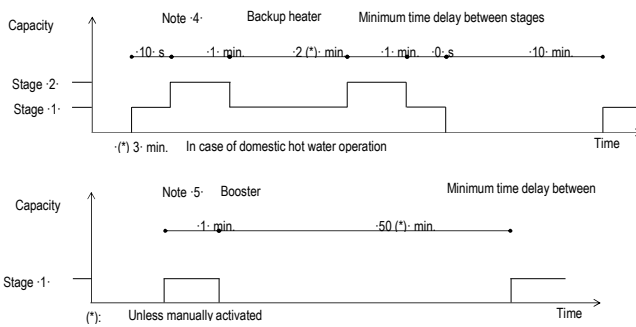 Note ·4· Backup heater Minimum time delay between stages
Capacity
·10· s ·1· min. ·2 (*)· min. ·1· min. ·0· s ·10· min.
Stage ·2·
Stage ·1·
Time
·(*) 3· min. In case of domestic hot water operation
Note ·5· Booster Minimum time delay between
Capacity
·1· min. ·50 (*)· min.
Stage ·1·
(*): Unless manually activated Time